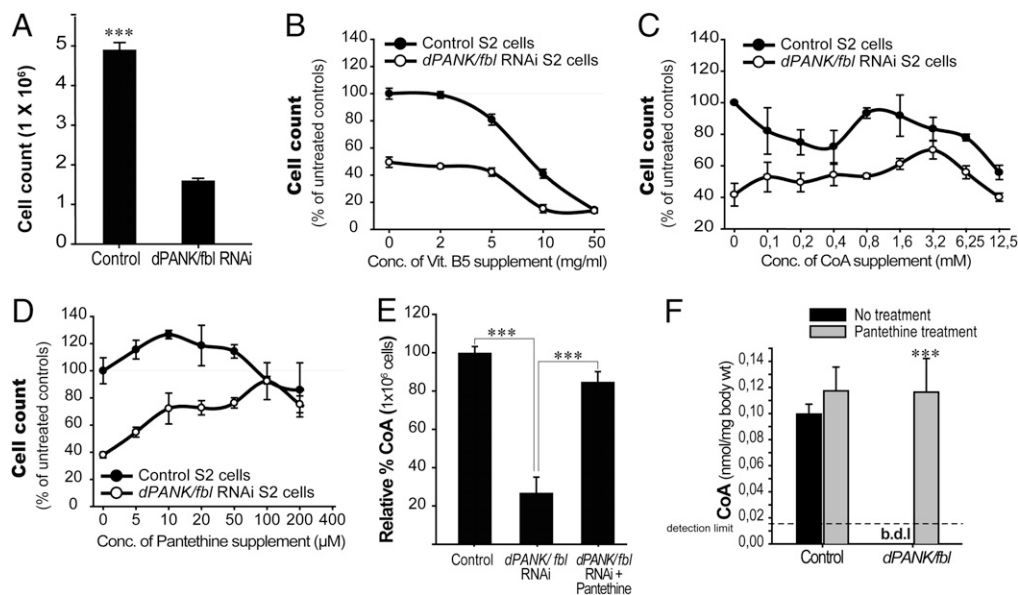 A
***
Cell count (1 X 10⁶)
5
4
3
2
1
0
Control
dPANK/fbl RNAi
B
Control S2 cells
dPANK/fbl RNAi S2 cells
Cell count
(% of untreated controls)
140
120
100
80
60
40
20
0
0 2 5 10 50
Conc. of Vit. B5 supplement (mg/ml)
C
Control S2 cells
dPANK/fbl RNAi S2 cells
Cell count
(% of untreated controls)
140
120
100
80
60
40
20
0 0,1 0,2 0,4 0,8 1,6 3,2 6,25 12,5
Conc. of CoA supplement (mM)
D
Cell count
(% of untreated controls)
140
120
100
80
60
40
20
0
Control S2 cells
dPANK/fbl RNAi S2 cells
0 5 10 20 50 100 200 400
Conc. of Pantethine supplement (μM)
E
Relative % CoA (1x10⁶ cells)
120
100
80
60
40
20
***
***
Control
dPANK/fbl
RNAi
dPANK/fbl
RNAi +
Pantethine
F
No treatment
Pantethine treatment
CoA (nmol/mg body wt)
0,14
0,12
0,10
0,08
0,06
0,04
0,02
0,00
***
detection limit
b.d.l
Control
dPANK/fbl